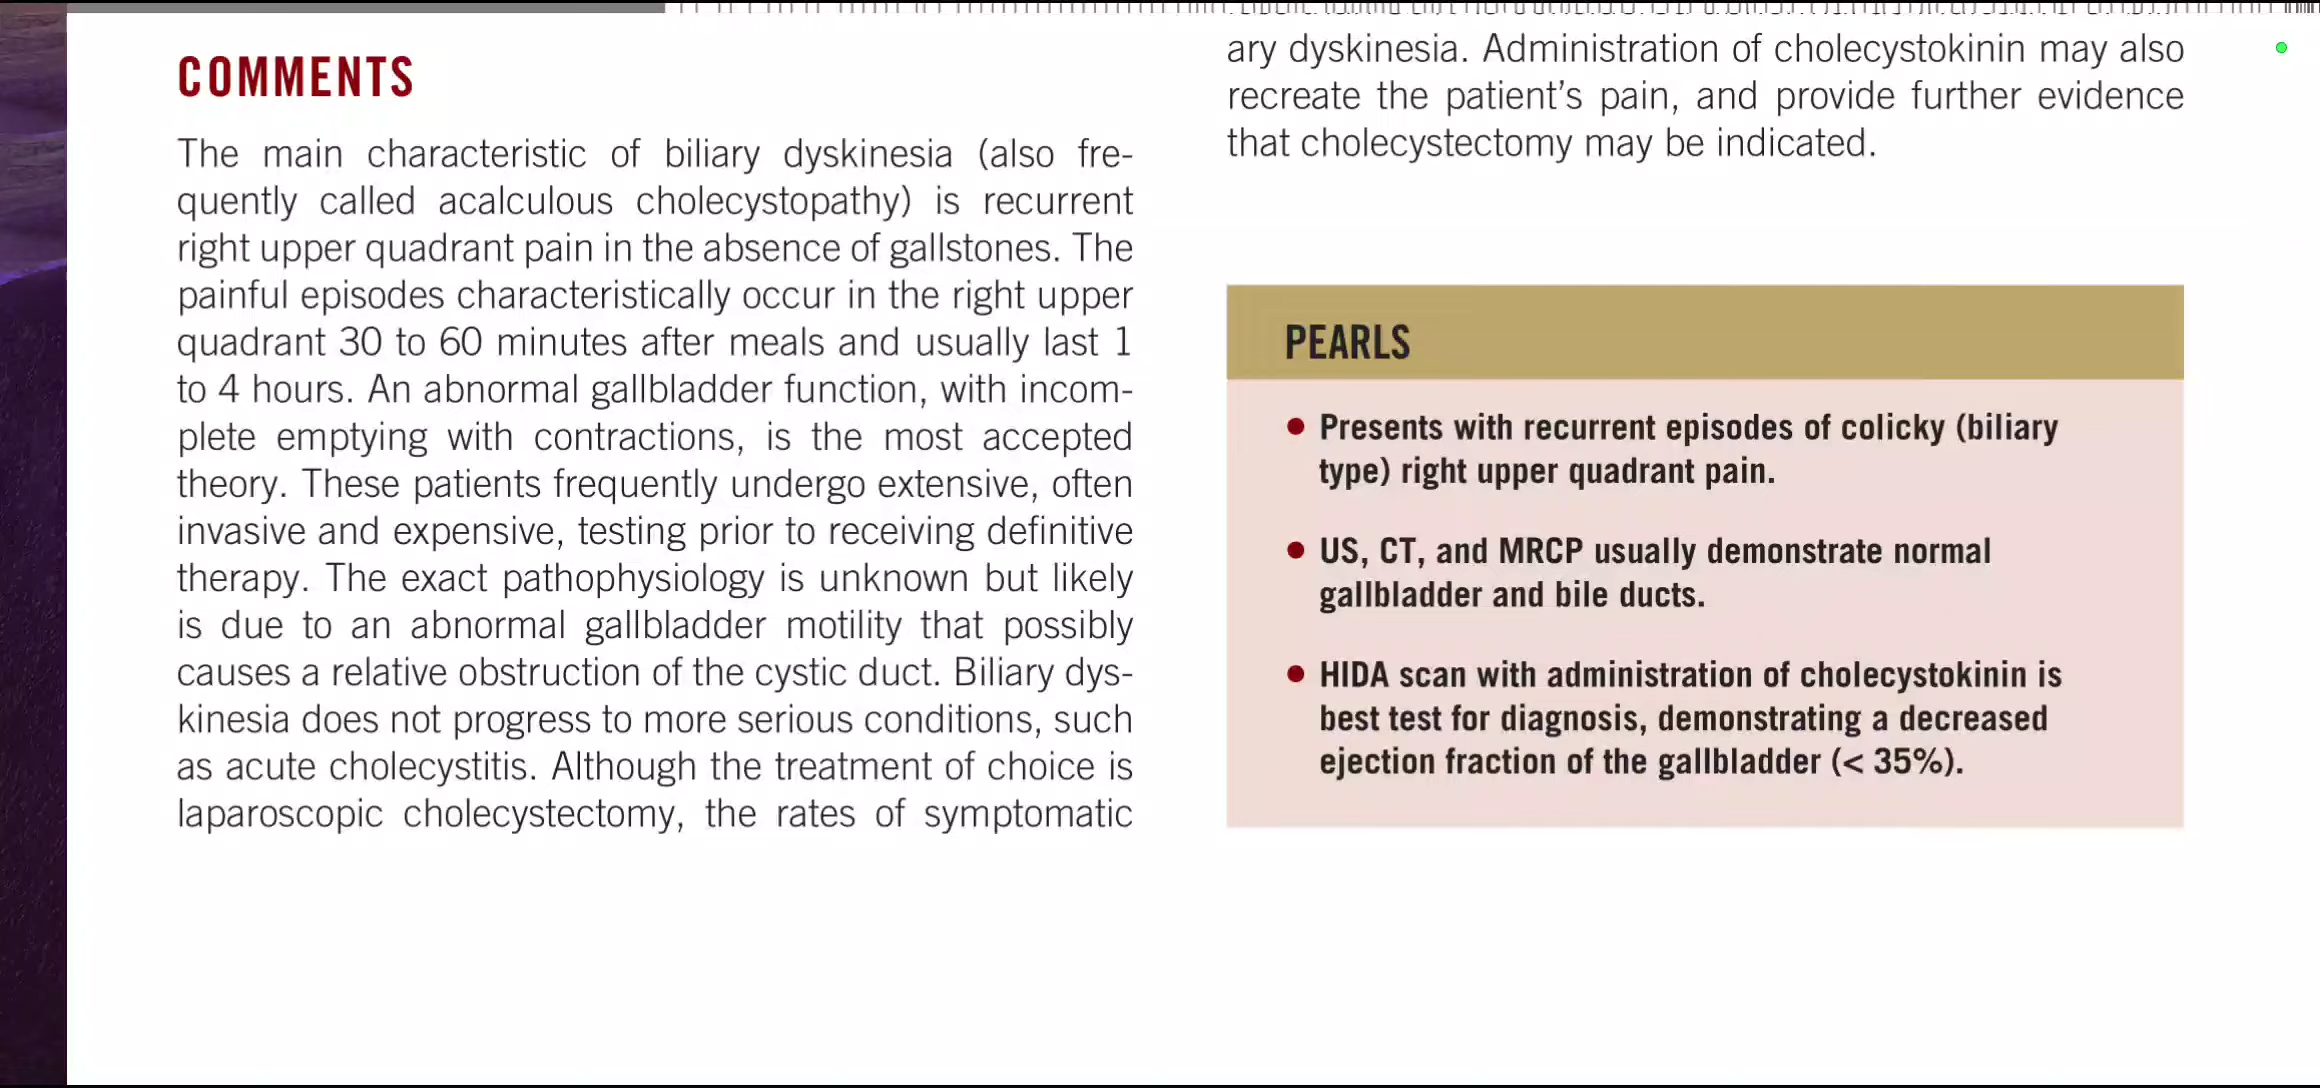 COMMENTS
The main characteristic of biliary dyskinesia (also fre-
quently called acalculous cholecystopathy) is recurrent
right upper quadrant pain in the absence of gallstones. The
painful episodes characteristically occur in the right upper
quadrant 30 to 60 minutes after meals and usually last 1
to 4 hours. An abnormal gallbladder function, with incom-
plete emptying with contractions, is the most accepted
theory. These patients frequently undergo extensive, often
invasive and expensive, testing prior to receiving definitive
therapy. The exact pathophysiology is unknown but likely
is due to an abnormal gallbladder motility that possibly
causes a relative obstruction of the cystic duct. Biliary dys-
kinesia does not progress to more serious conditions, such
as acute cholecystitis. Although the treatment of choice is
laparoscopic cholecystectomy, the rates of symptomatic
ary dyskinesia. Administration of cholecystokinin may also
recreate the patient’s pain, and provide further evidence
that cholecystectomy may be indicated.
PEARLS
• Presents with recurrent episodes of colicky (biliary
type) right upper quadrant pain.
• US, CT, and MRCP usually demonstrate normal
gallbladder and bile ducts.
• HIDA scan with administration of cholecystokinin is
best test for diagnosis, demonstrating a decreased
ejection fraction of the gallbladder (< 35%).